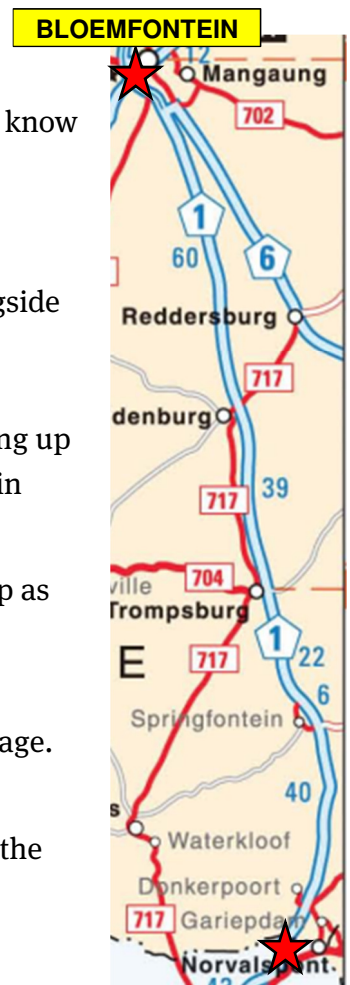 BLOEMFONTEIN
12
Mangaung
know
702
1
60
6
gside
Reddersburg
717
denburg
ng up
39
in
717
704
ville
p as
Trompsburg
1
E
717
22
6
Springfontein
age.
40
s
Waterkloof
the
Donkerpoort
717
Gariepdam
Norvalspont